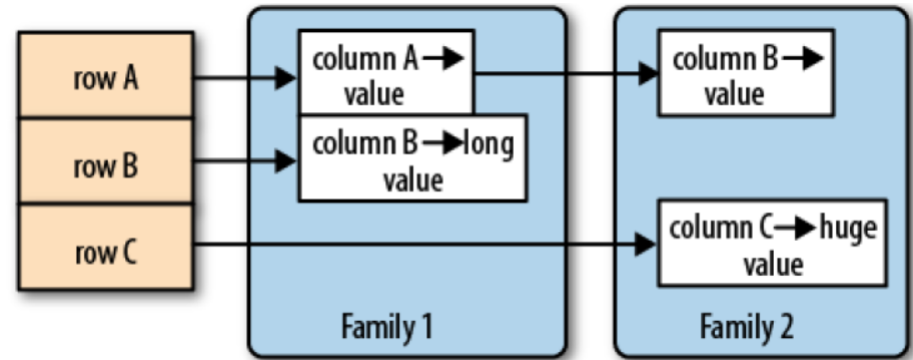 row A
row B
row C
column A→
value
column B→long
value
Family 1
column B→
value
column C→huge
value
Family 2